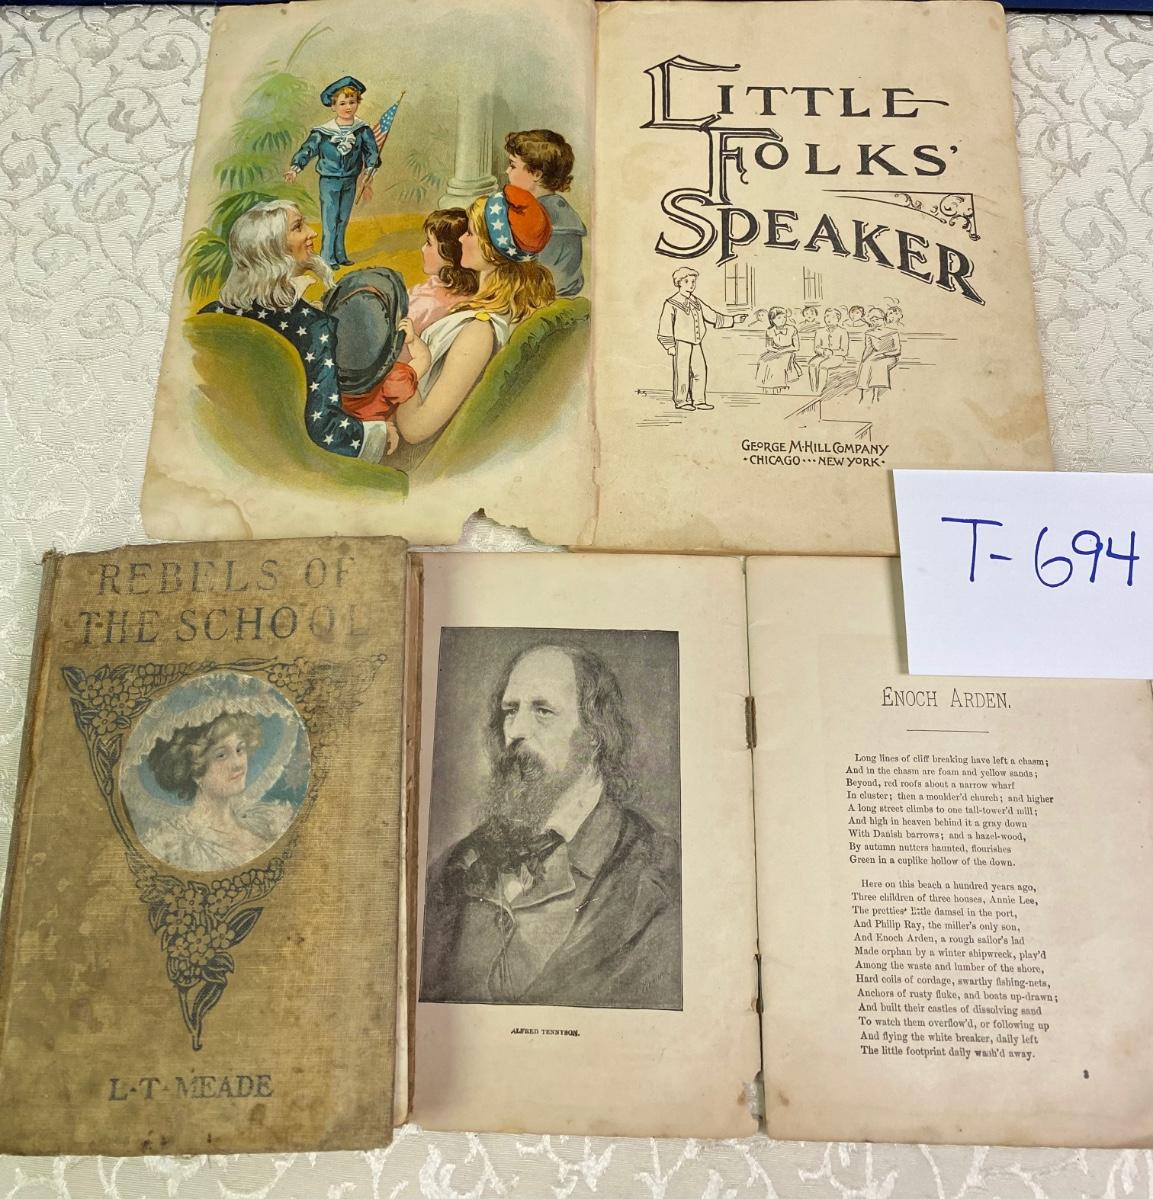 LITTLE
FOLKS'
SPEAKER
GEORGE M. HILL COMPANY
• CHICAGO ••• NEW YORK •
T-694
REBELS OF
THE SCHOOL
L·T·MEADE
ALFRED TENNYSON.
ENOCH ARDEN.
Long lines of cliff breaking have left a chasm;
And in the chasm are foam and yellow sands;
Beyond, red roofs about a narrow wharf
In cluster; then a moulder'd church; and higher
A long street climbs to one tall-tower'd mill;
And high in heaven behind it a gray down
With Danish barrows; and a hazel-wood,
By autumn nutters haunted, flourishes
Green in a cuplike hollow of the down.
Here on this beach a hundred years ago,
Three children of three houses, Annie Lee,
The prettiest little damsel in the port,
And Philip Ray, the miller's only son,
And Enoch Arden, a rough sailor's lad
Made orphan by a winter shipwreck, play'd
Among the waste and lumber of the shore,
Hard coils of cordage, swarthy fishing-nets,
Anchors of rusty fluke, and boats up-drawn;
And built their castles of dissolving sand
To watch them overflow'd, or following up
And flying the white breaker, daily left
The little footprint daily wash'd away.